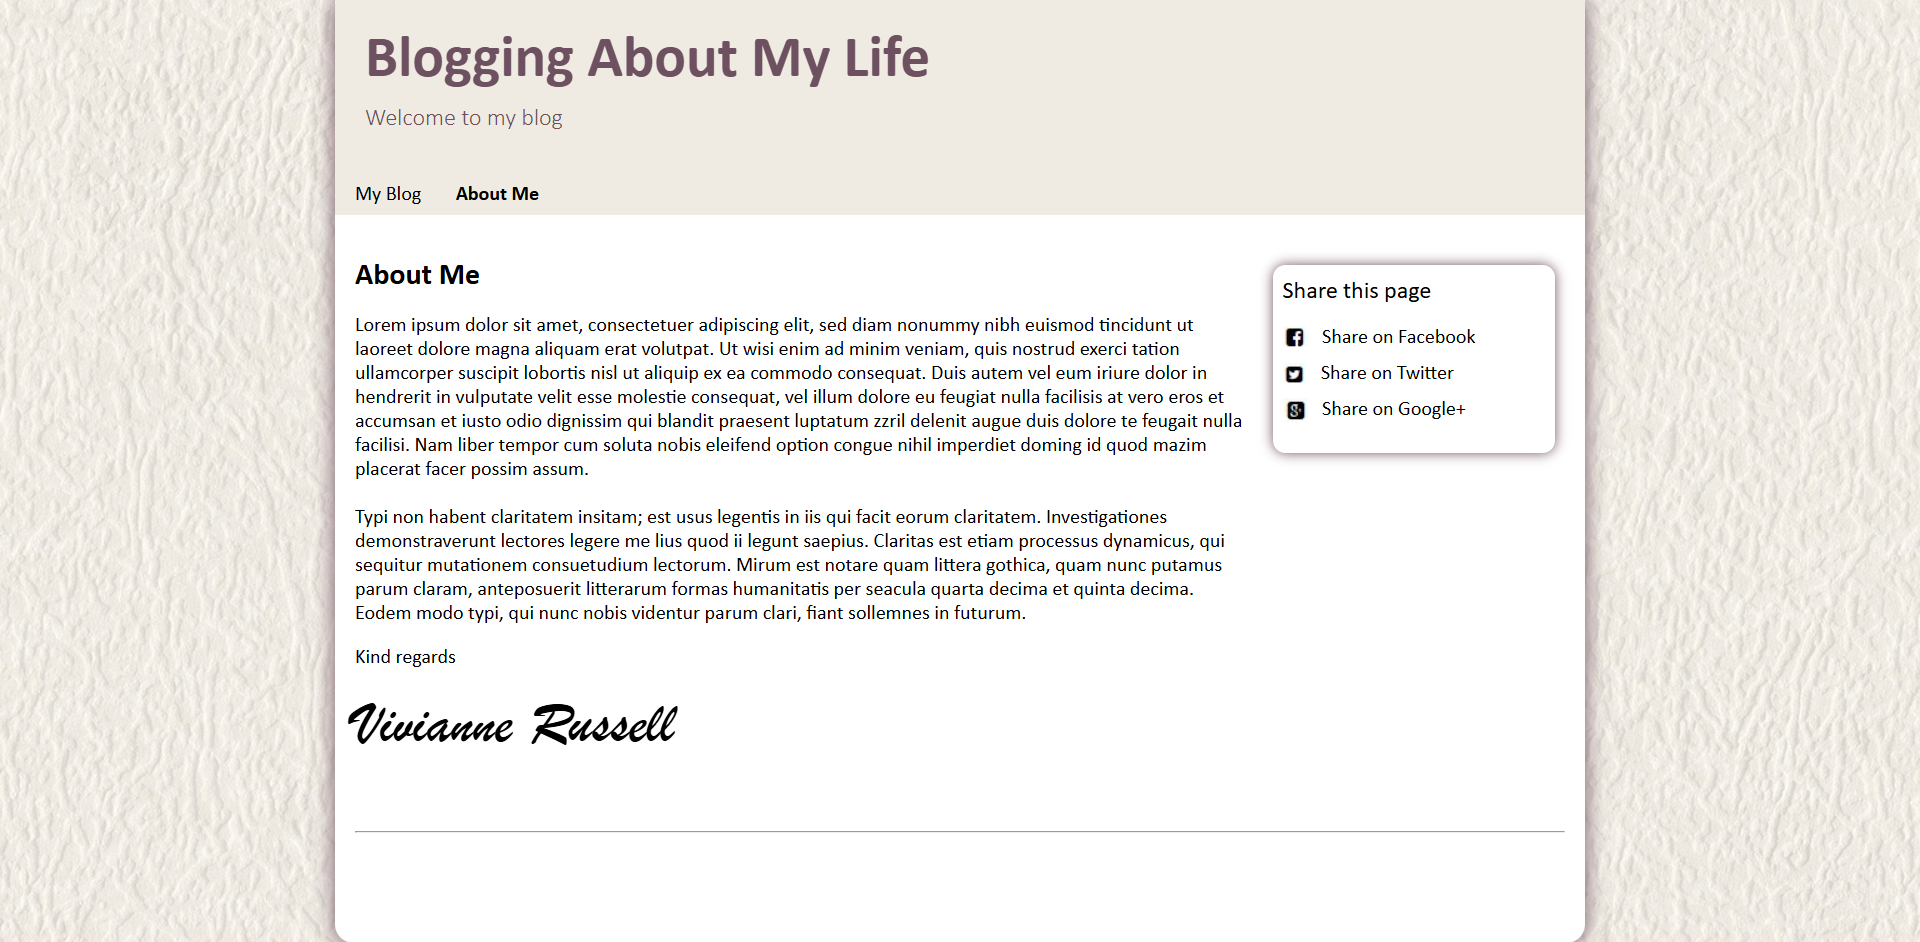 Blogging About My Life
Welcome to my blog
My Blog About Me
About Me
Lorem ipsum dolor sit amet, consectetuer adipiscing elit, sed diam nonummy nibh euismod tincidunt ut
laoreet dolore magna aliquam erat volutpat. Ut wisi enim ad minim veniam, quis nostrud exerci tation
ullamcorper suscipit lobortis nisl ut aliquip ex ea commodo consequat. Duis autem vel eum iriure dolor in
hendrerit in vulputate velit esse molestie consequat, vel illum dolore eu feugiat nulla facilisis at vero eros et
accumsan et iusto odio dignissim qui blandit praesent luptatum zzril delenit augue duis dolore te feugait nulla
facilisi. Nam liber tempor cum soluta nobis eleifend option congue nihil imperdiet doming id quod mazim
placerat facer possim assum.
Typi non habent claritatem insitam; est usus legentis in iis qui facit eorum claritatem. Investigationes
demonstraverunt lectores legere me lius quod ii legunt saepius. Claritas est etiam processus dynamicus, qui
sequitur mutationem consuetudium lectorum. Mirum est notare quam littera gothica, quam nunc putamus
parum claram, anteposuerit litterarum formas humanitatis per seacula quarta decima et quinta decima.
Eodem modo typi, qui nunc nobis videntur parum clari, fiant sollemnes in futurum.
Kind regards
Vivianne Russell
Share this page
Share on Facebook
Share on Twitter
Share on Google+